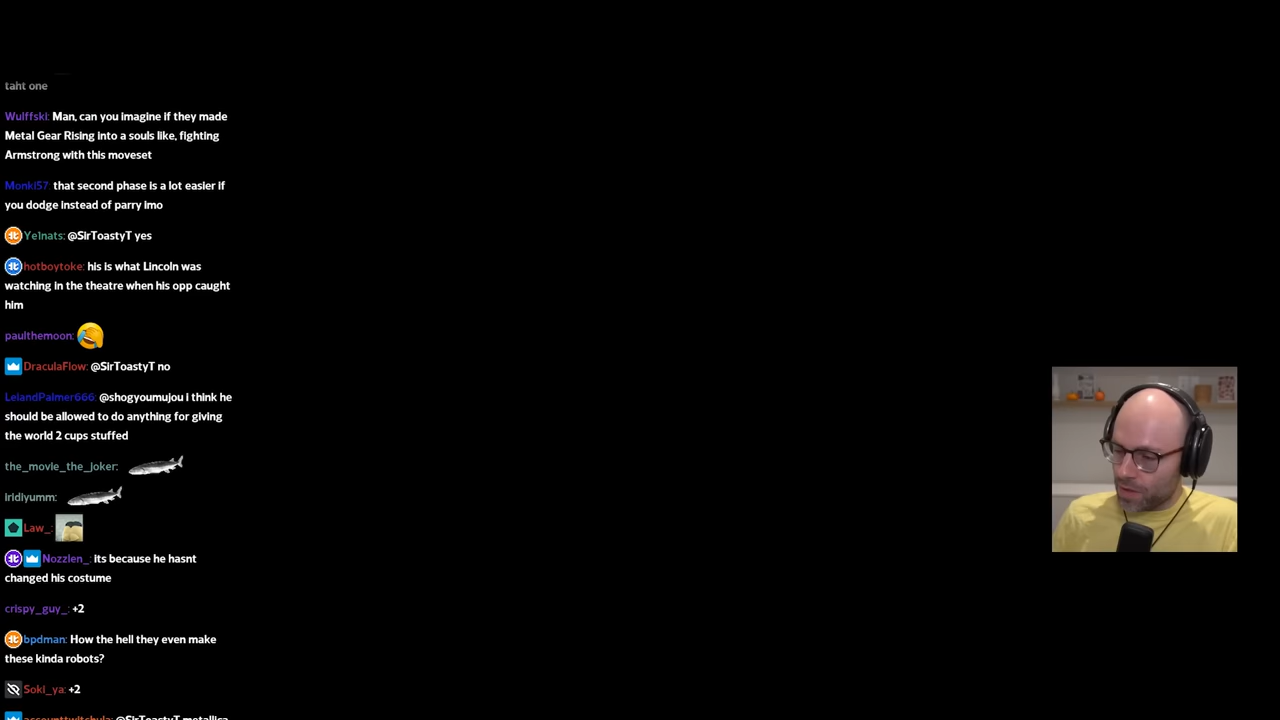 taht one
Wulffski: Man, can you imagine if they made
Metal Gear Rising into a souls like, fighting
Armstrong with this moveset
Monki57: that second phase is a lot easier if
you dodge instead of parry imo
Ye1nats: @SirToastyT yes
hotboytoke: his is what Lincoln was
watching in the theatre when his opp caught
him
paulthemoon:
DraculaFlow: @SirToastyT no
LelandPalmer666: @shogyoumujou i think he
should be allowed to do anything for giving
the world 2 cups stuffed
the_movie_the_joker:
iridiyumm:
Law_:
Nozzlen_: its because he hasnt
changed his costume
crispy_guy_: +2
bpdman: How the hell they even make
these kinda robots?
Soki_ya: +2
accounttwitchula: @SirToastyT metallica